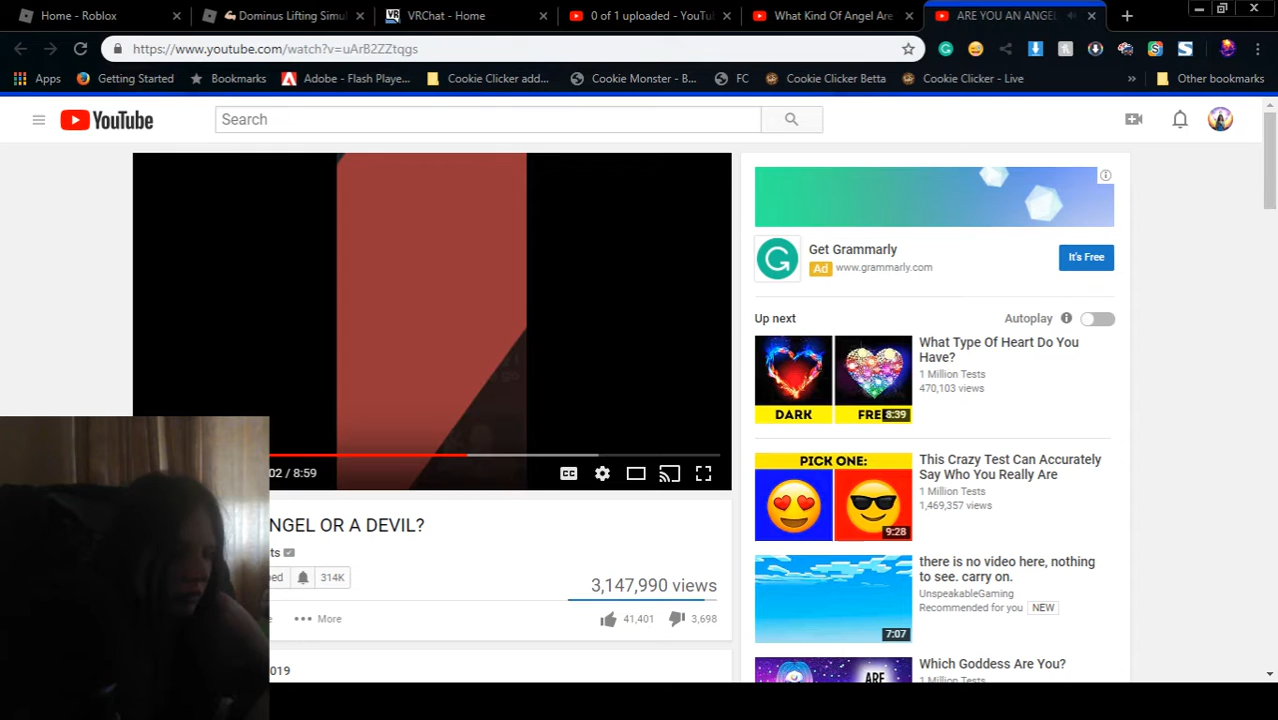 Home - Roblox
Dominus Lifting Simu
VRChat - Home
0 of 1 uploaded - YouTu
What Kind Of Angel Are
ARE YOU AN ANGEL
https://www.youtube.com/watch?v=uArB2ZZtqgs
Apps
Getting Started
Bookmarks
Adobe - Flash Playe...
Cookie Clicker add...
Cookie Monster - B...
FC
Cookie Clicker Betta
Cookie Clicker - Live
»
Other bookmarks
YouTube
Search
Get Grammarly
Ad www.grammarly.com
It's Free
Up next
Autoplay
DARK
FRE
8:39
What Type Of Heart Do You
Have?
1 Million Tests
470,103 views
PICK ONE:
9:28
This Crazy Test Can Accurately
Say Who You Really Are
1 Million Tests
1,469,357 views
7:07
there is no video here, nothing
to see. carry on.
UnspeakableGaming
Recommended for you NEW
ARE
Which Goddess Are You?
1 Million Tests
02 / 8:59
CC
NGEL OR A DEVIL?
ts
ed
314K
3,147,990 views
More
41,401
3,698
019